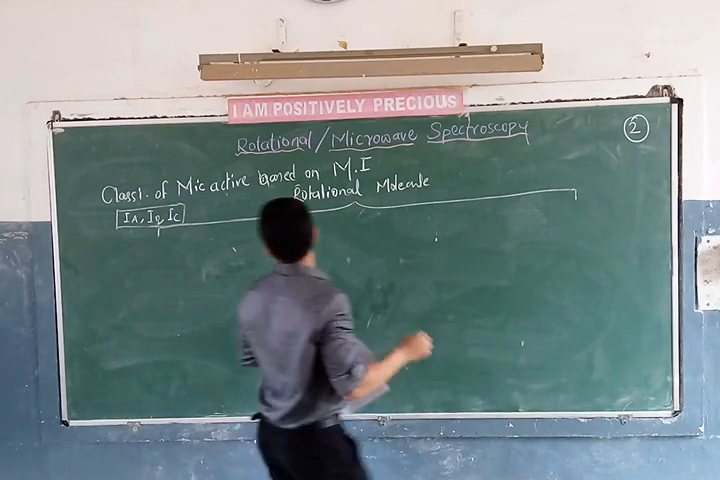 I AM POSITIVELY PRECIOUS
Rotational/Microwave Spectroscopy
2
Classi. of Mic active based on M.I
Rotational Molecule
IA, IB, IC